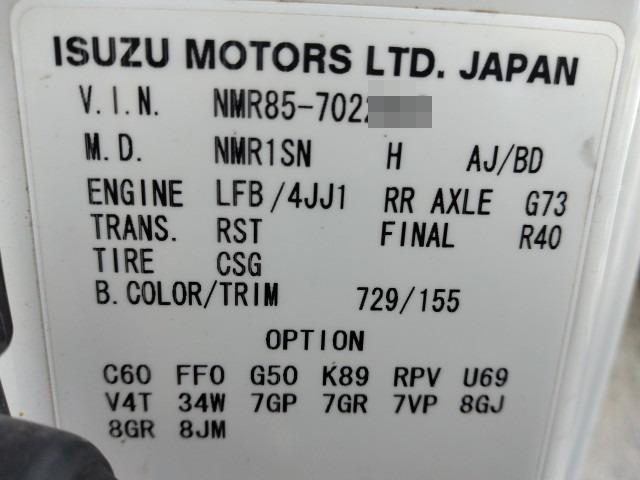 ISUZU MOTORS LTD. JAPAN
V.I.N. NMR85-7022
M.D. NMR1SN H AJ/BD
ENGINE LFB/4JJ1 RR AXLE G73
TRANS. RST FINAL R40
TIRE CSG
B.COLOR/TRIM 729/155
OPTION
C60 FF0 G50 K89 RPV U69
V4T 34W 7GP 7GR 7VP 8GJ
8GR 8JM